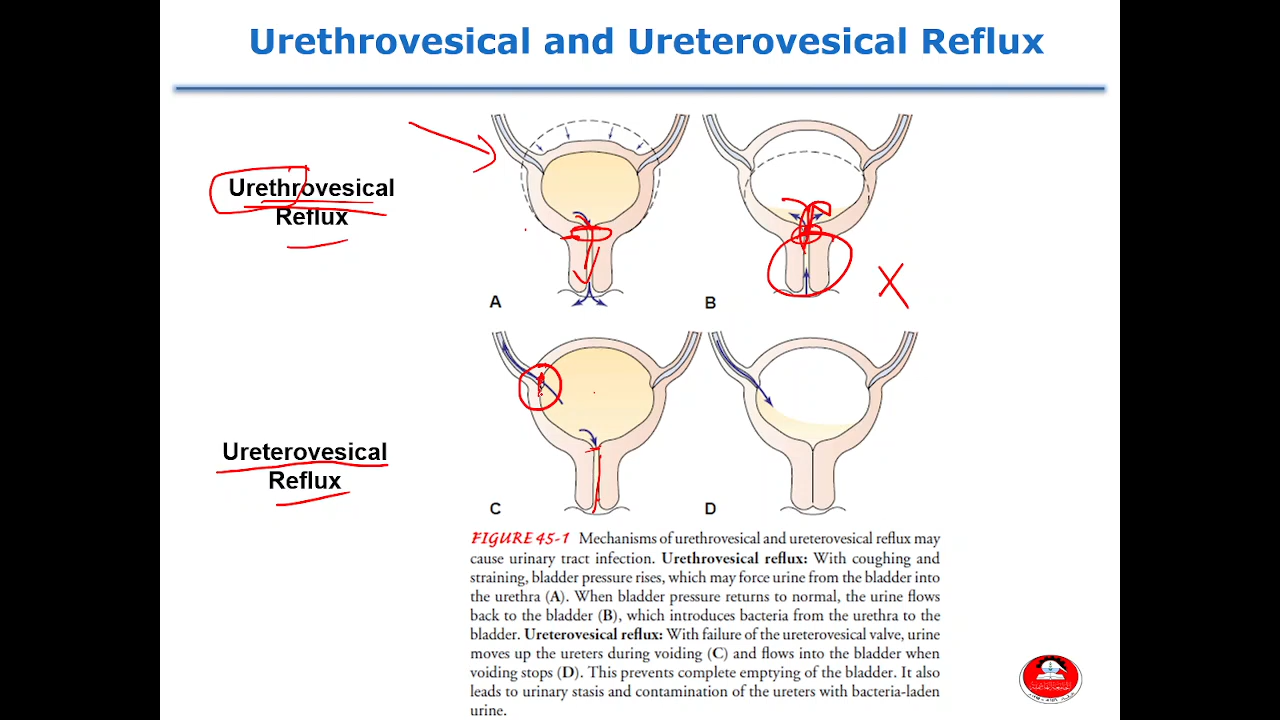 Urethrovesical and Ureterovesical Reflux
Urethrovesical
Reflux
A
B
Ureterovesical
Reflux
C
D
FIGURE 45-1 Mechanisms of urethrovesical and ureterovesical reflux may
cause urinary tract infection. Urethrovesical reflux: With coughing and
straining, bladder pressure rises, which may force urine from the bladder into
the urethra (A). When bladder pressure returns to normal, the urine flows
back to the bladder (B), which introduces bacteria from the urethra to the
bladder. Ureterovesical reflux: With failure of the ureterovesical valve, urine
moves up the ureters during voiding (C) and flows into the bladder when
voiding stops (D). This prevents complete emptying of the bladder. It also
leads to urinary stasis and contamination of the ureters with bacteria-laden
urine.